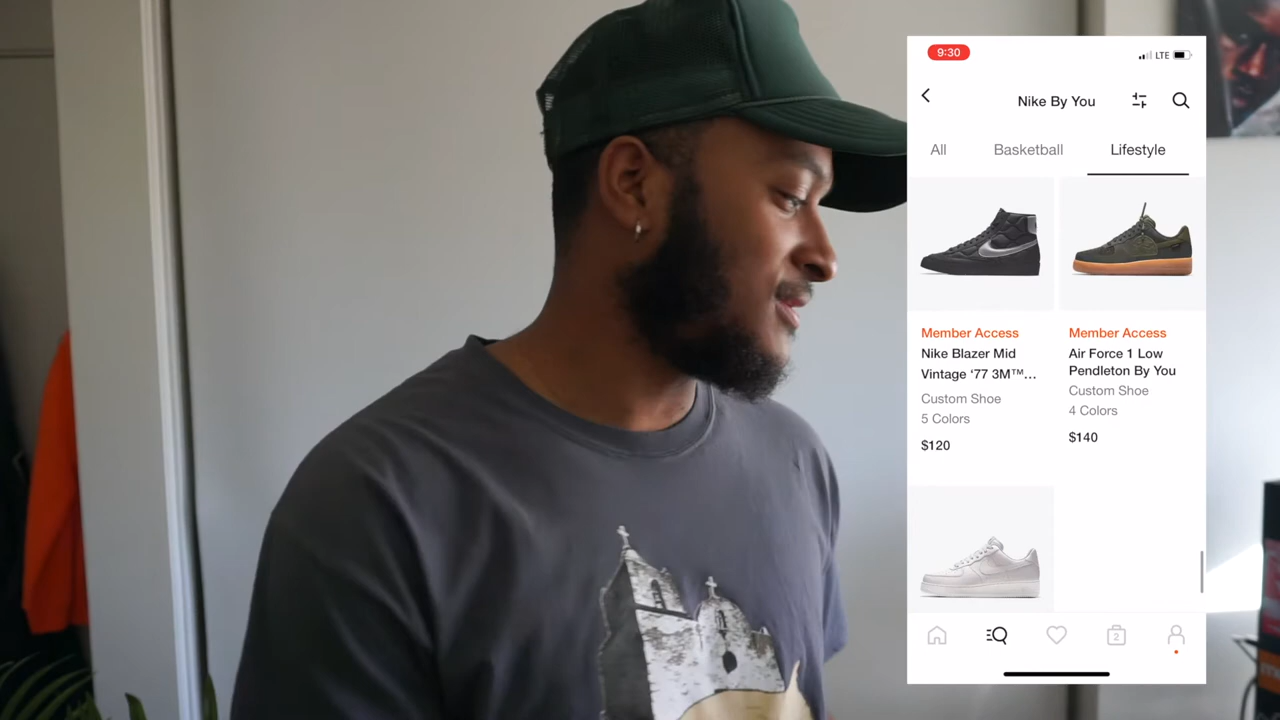 9:30
LTE
Nike By You
All
Basketball
Lifestyle
Member Access
Nike Blazer Mid
Vintage ‘77 3M™...
Custom Shoe
5 Colors
$120
Member Access
Air Force 1 Low
Pendleton By You
Custom Shoe
4 Colors
$140
2